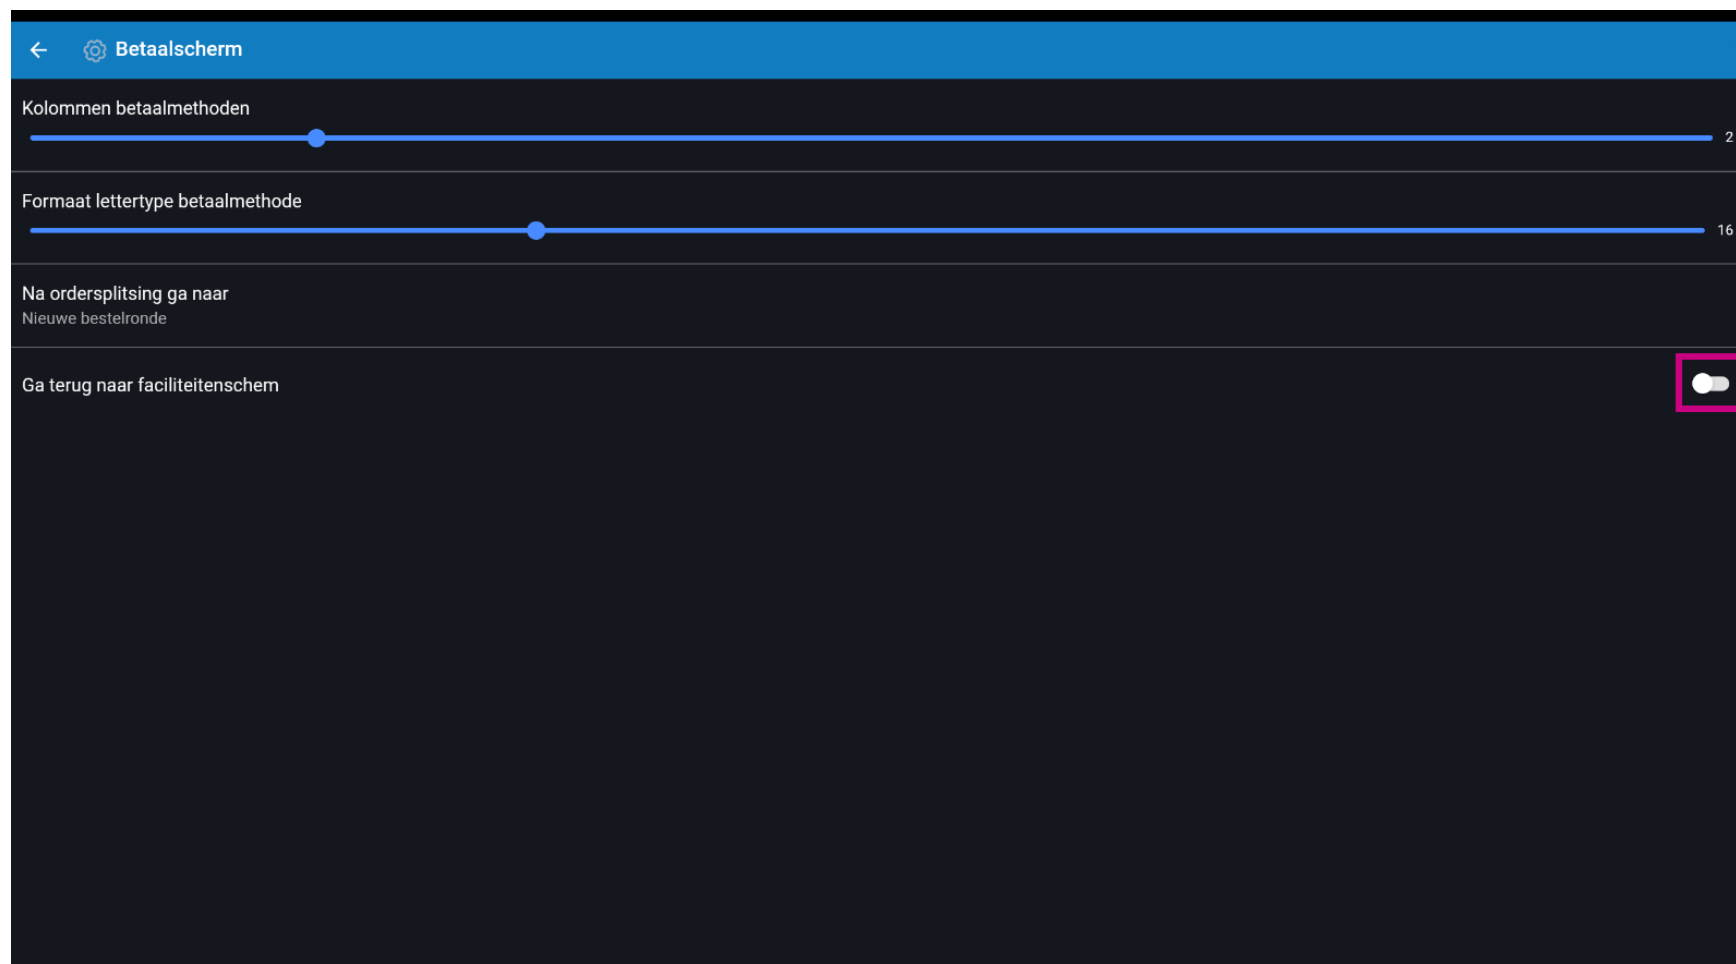 Betaalscherm
Kolommen betaalmethoden
2
Formaat lettertype betaalmethode
16
Na ordersplitsing ga naar
Nieuwe bestelronde
Ga terug naar faciliteitenschem